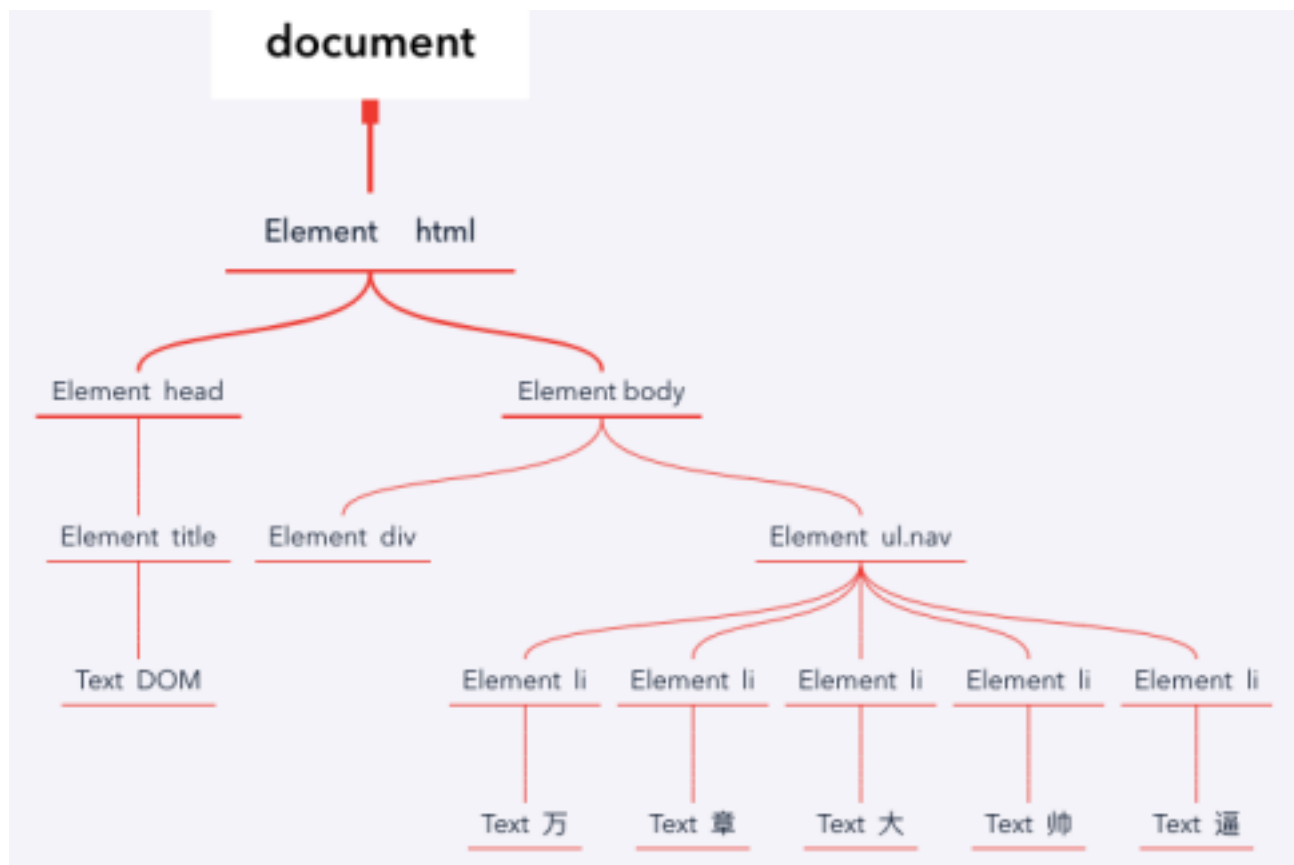 document
Element html
Element head Element body
Element title Element div Element ul.nav
Text DOM Element li Element li Element li Element li Element li
Text 万 Text 章 Text 大 Text 帅 Text 逼